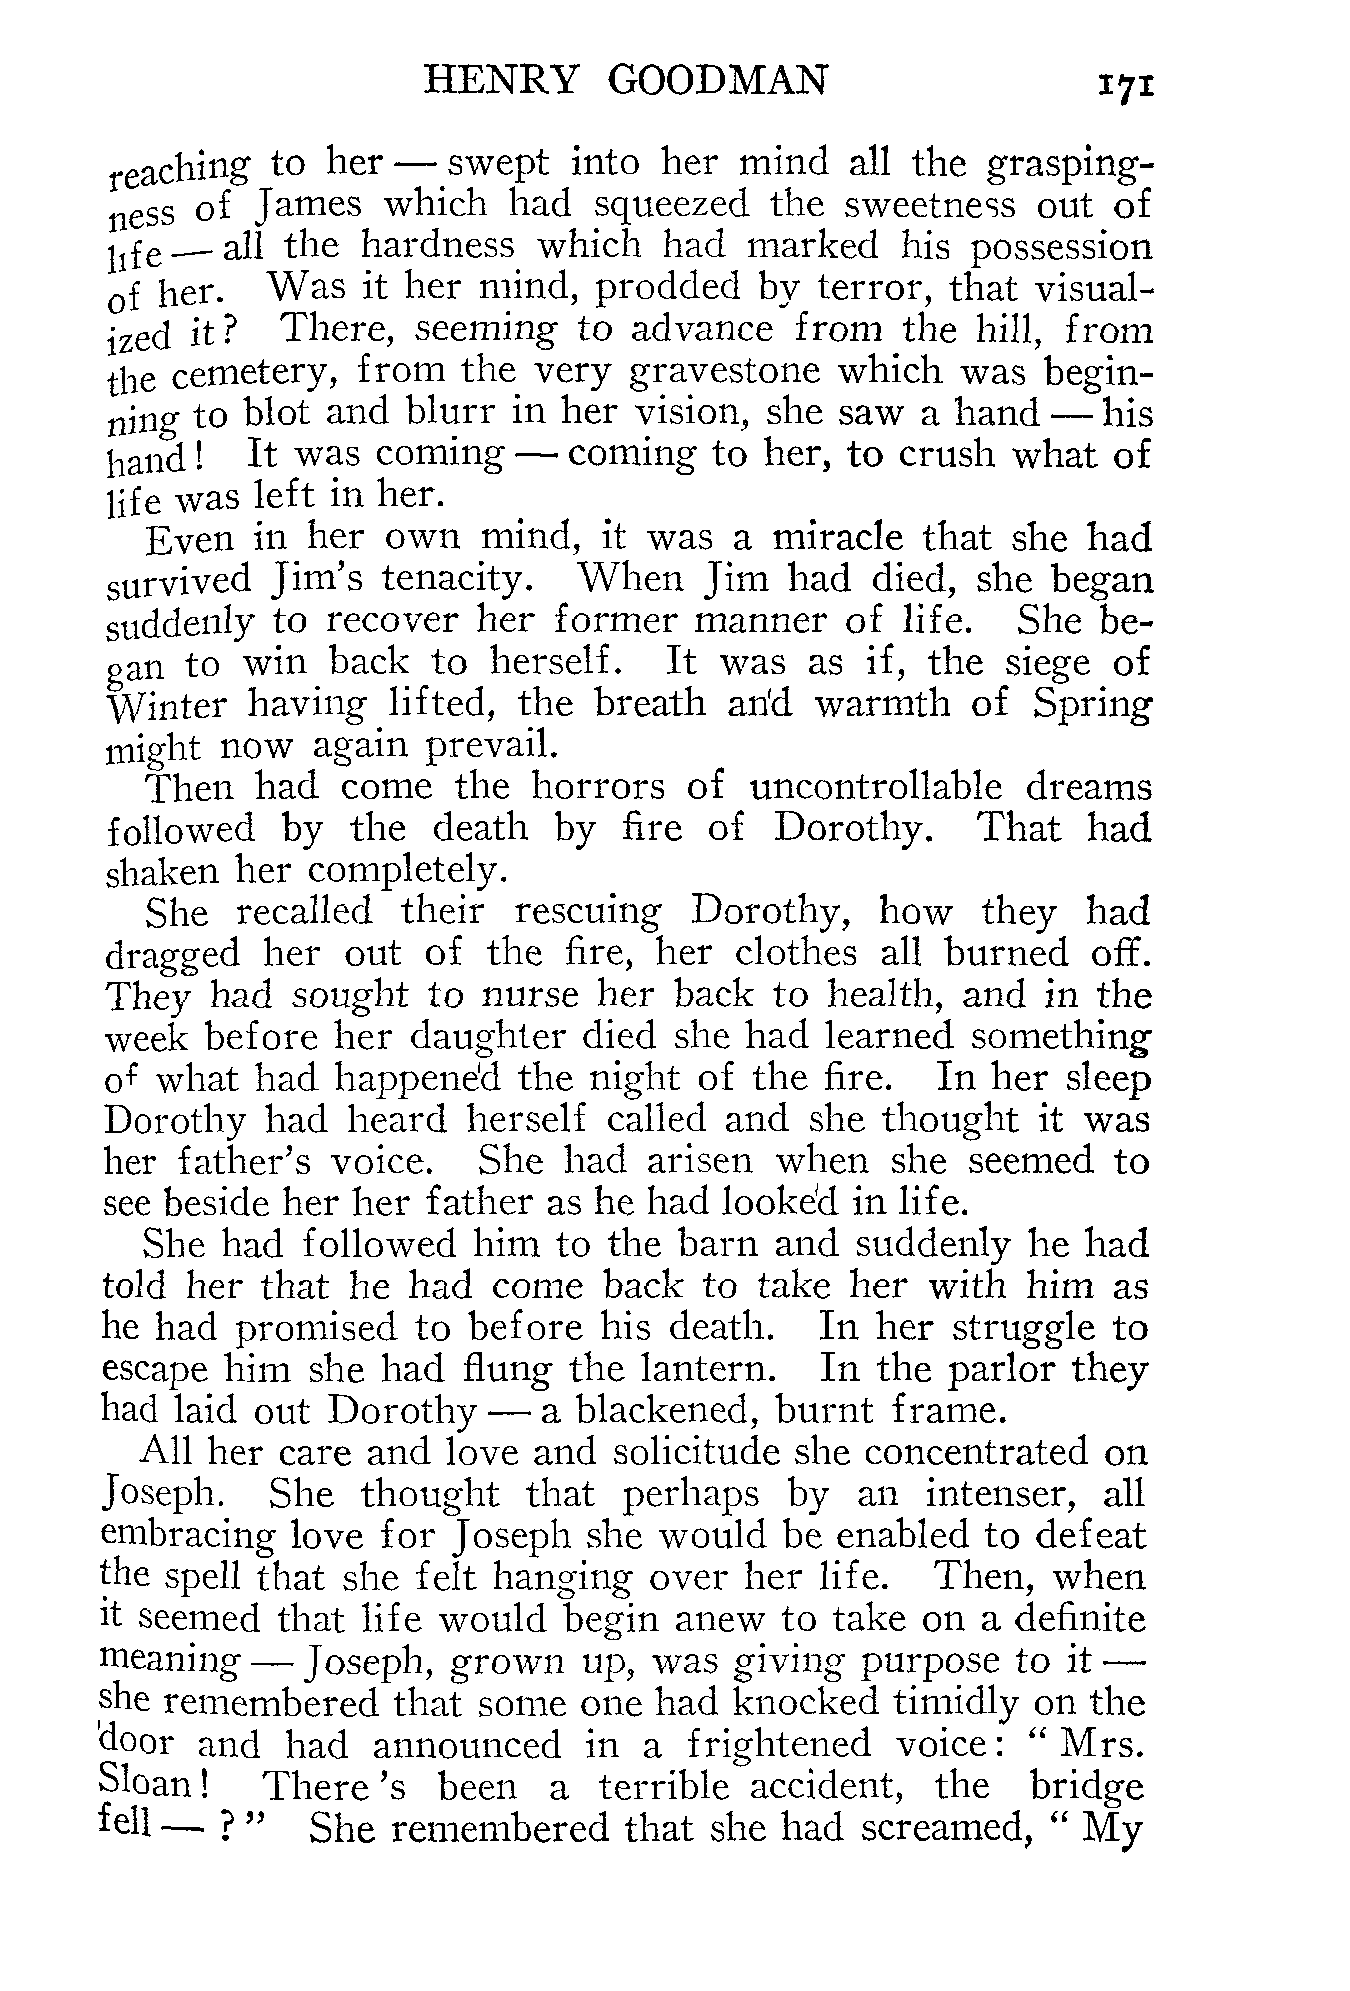 HENRY GOODMAN 171
reaching to her — swept into her mind all the grasping-
ness of James which had squeezed the sweetness out of
life — all the hardness which had marked his possession
of her. Was it her mind, prodded by terror, that visual-
ized it? There, seeming to advance from the hill, from
the cemetery, from the very gravestone which was begin-
ning to blot and blurr in her vision, she saw a hand — his
hand! It was coming — coming to her, to crush what of
life was left in her.
Even in her own mind, it was a miracle that she had
survived Jim's tenacity. When Jim had died, she began
suddenly to recover her former manner of life. She be-
gan to win back to herself. It was as if, the siege of
Winter having lifted, the breath and warmth of Spring
might now again prevail.
Then had come the horrors of uncontrollable dreams
followed by the death by fire of Dorothy. That had
shaken her completely.
She recalled their rescuing Dorothy, how they had
dragged her out of the fire, her clothes all burned off.
They had sought to nurse her back to health, and in the
week before her daughter died she had learned something
of what had happened the night of the fire. In her sleep
Dorothy had heard herself called and she thought it was
her father's voice. She had arisen when she seemed to
see beside her her father as he had looked in life.
She had followed him to the barn and suddenly he had
told her that he had come back to take her with him as
he had promised to before his death. In her struggle to
escape him she had flung the lantern. In the parlor they
had laid out Dorothy — a blackened, burnt frame.
All her care and love and solicitude she concentrated on
Joseph. She thought that perhaps by an intenser, all
embracing love for Joseph she would be enabled to defeat
the spell that she felt hanging over her life. Then, when
it seemed that life would begin anew to take on a definite
meaning — Joseph, grown up, was giving purpose to it —
she remembered that some one had knocked timidly on the
door and had announced in a frightened voice: " Mrs.
Sloan! There 's been a terrible accident, the bridge
fell — ? " She remembered that she had screamed, " My